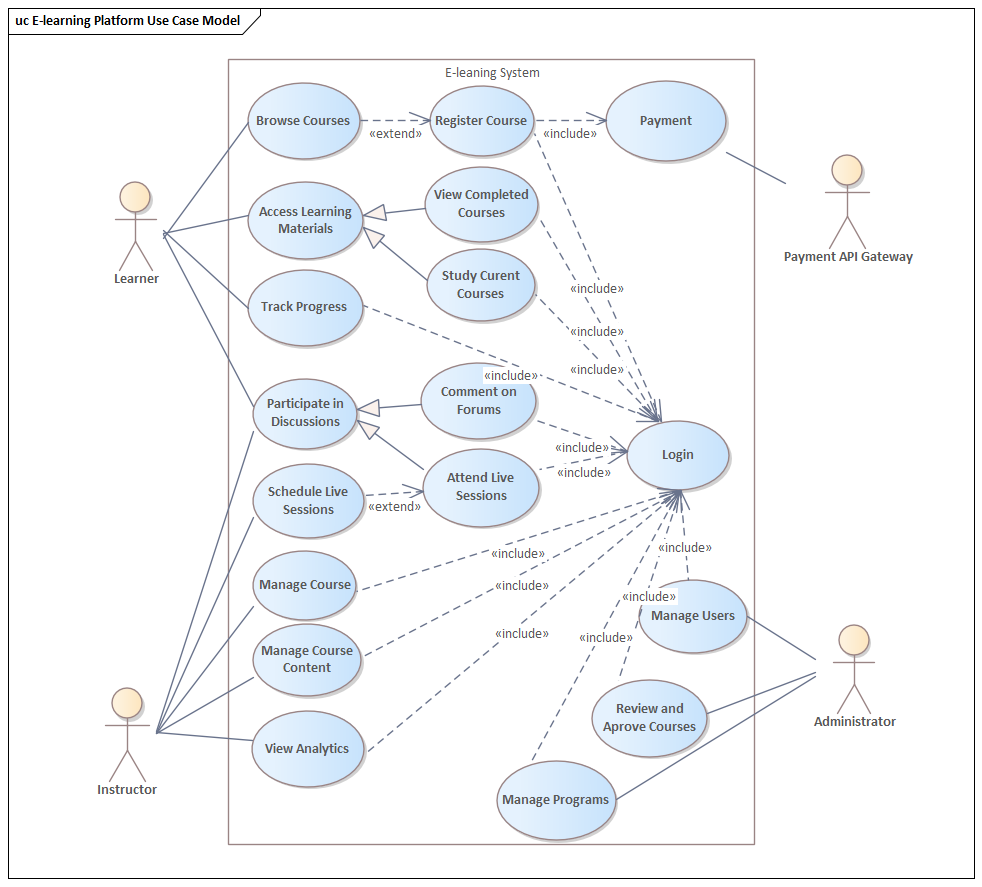 uc E-learning Platform Use Case Model
E-leaning System
Browse Courses
«extend»
Register Course
«include»
Payment
Learner
Access Learning
Materials
View Completed
Courses
Payment API Gateway
Study Curent
Courses
«include»
Track Progress
«include»
«include»
«include»
Participate in
Discussions
Comment on
Forums
«include»
Login
«include»
Schedule Live
Sessions
«extend»
Attend Live
Sessions
Manage Course
«include»
«include»
«include»
«include»
«include»
«include»
Manage Users
Manage Course
Content
Administrator
Review and
Aprove Courses
Instructor
View Analytics
Manage Programs